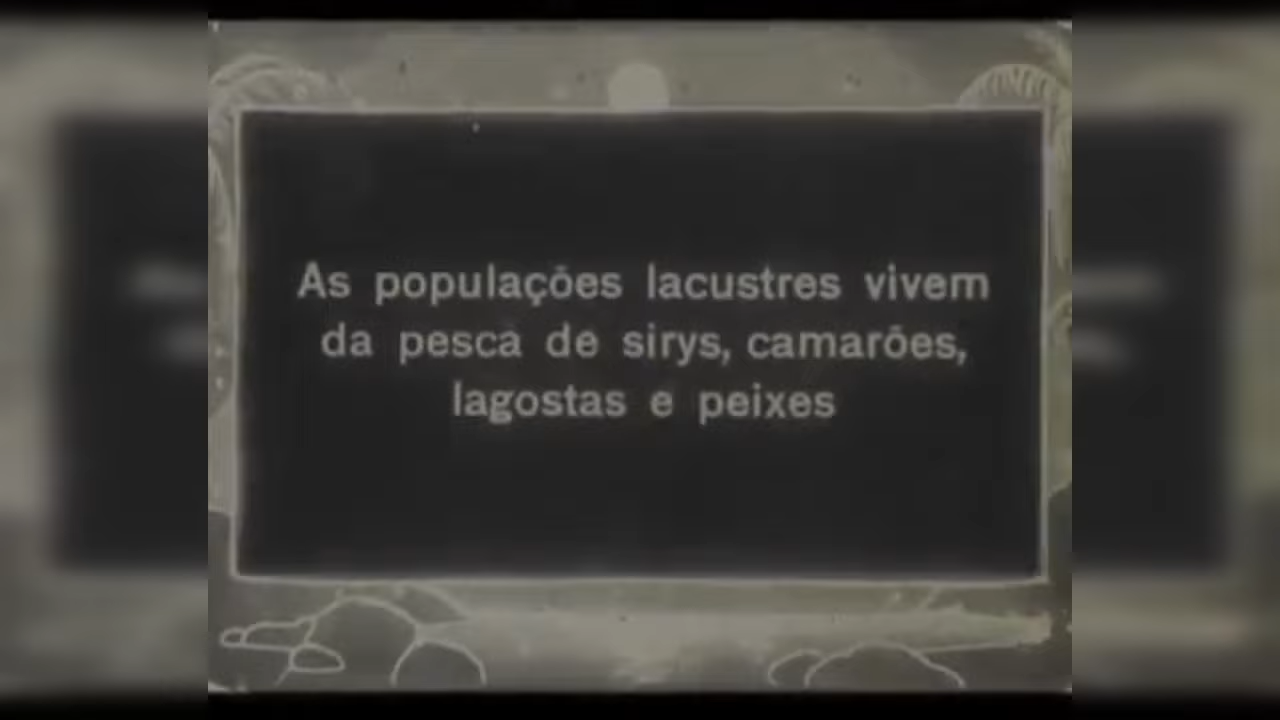 As populações lacustres vivem
da pesca de sirys, camarões,
lagostas e peixes